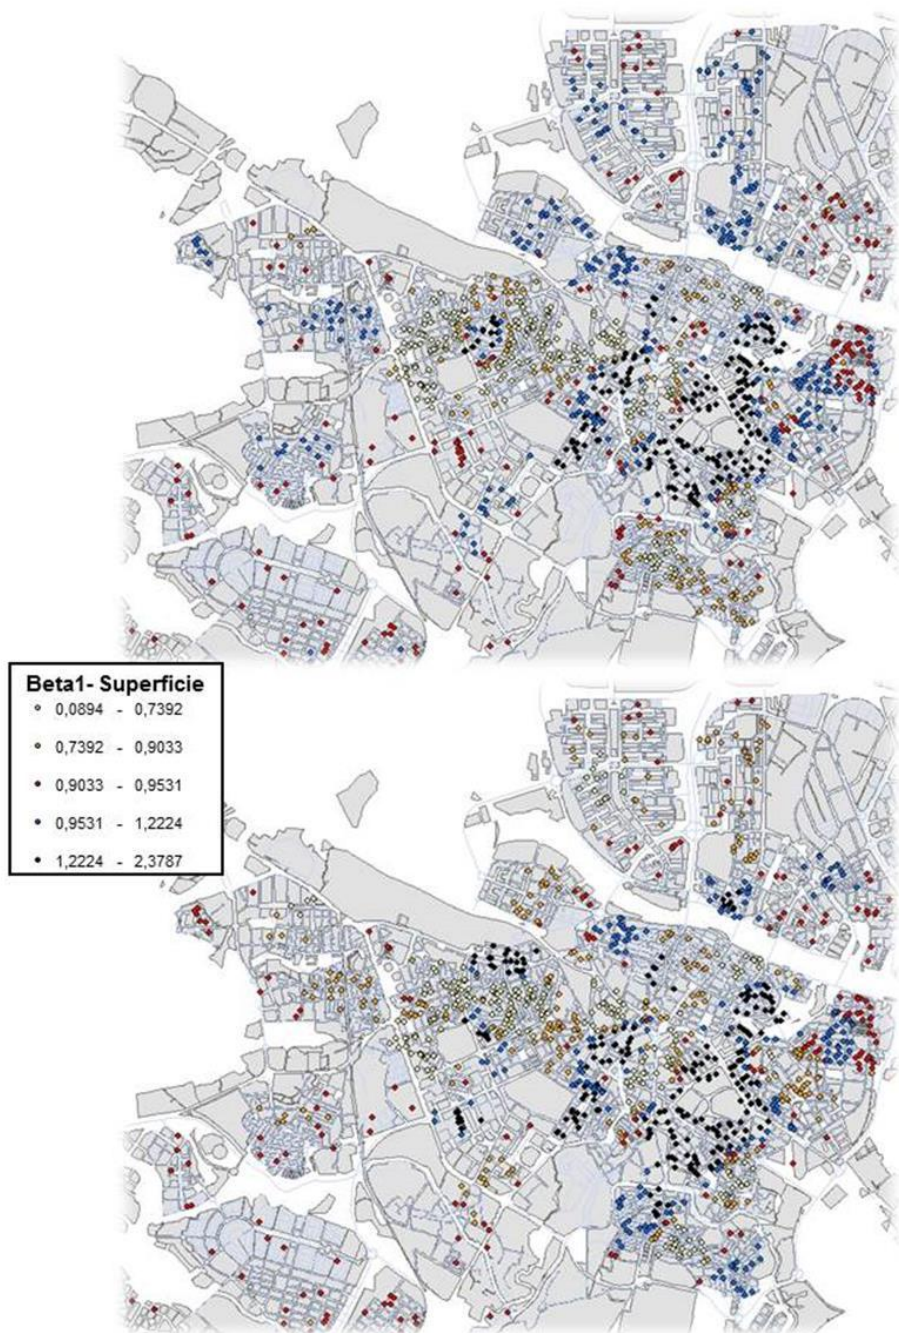 Beta1- Superficie
0,0894 - 0,7392
0,7392 - 0,9033
0,9033 - 0,9531
0,9531 - 1,2224
1,2224 - 2,3787